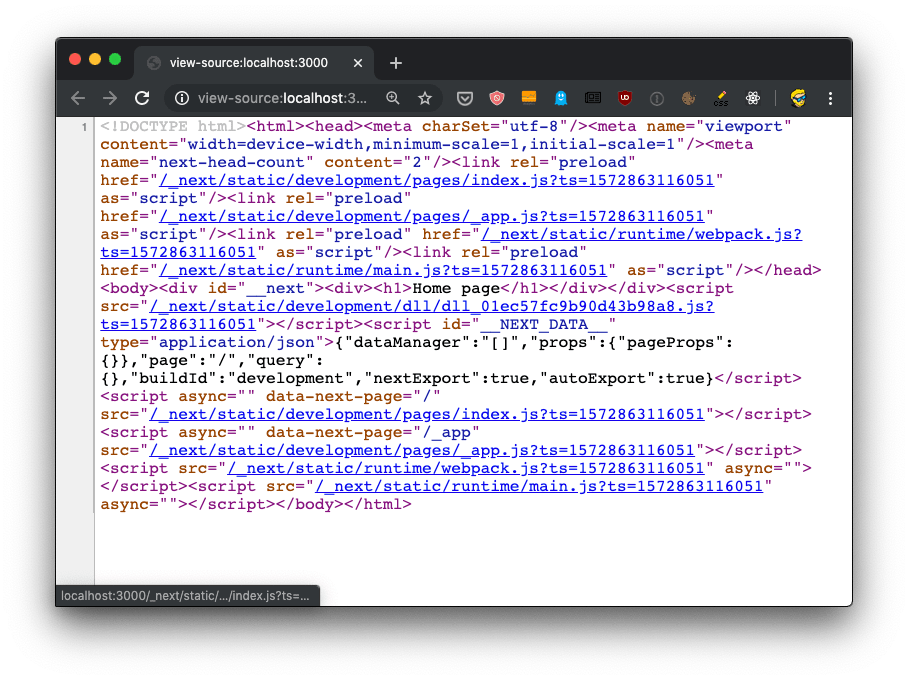 view-source:localhost:3000
view-source:localhost:3...
1
<!DOCTYPE html><html><head><meta charSet="utf-8"/><meta name="viewport"
content="width=device-width,minimum-scale=1,initial-scale=1"/><meta
name="next-head-count" content="2"/><link rel="preload"
href="/_next/static/development/pages/index.js?ts=1572863116051"
as="script"/><link rel="preload"
href="/_next/static/development/pages/_app.js?ts=1572863116051"
as="script"/><link rel="preload" href="/_next/static/runtime/webpack.js?
ts=1572863116051" as="script"/><link rel="preload"
href="/_next/static/runtime/main.js?ts=1572863116051" as="script"/></head>
<body><div id="__next"><div><h1>Home page</h1></div></div><script
src="/_next/static/development/dll/dll_01ec57fc9b90d43b98a8.js?
ts=1572863116051"></script><script id="__NEXT_DATA__"
type="application/json">{"dataManager":"[]","props":{"pageProps":
{}},"page":"/","query":
{},"buildId":"development","nextExport":true,"autoExport":true}</script>
<script async="" data-next-page="/"
src="/_next/static/development/pages/index.js?ts=1572863116051"></script>
<script async="" data-next-page="/_app"
src="/_next/static/development/pages/_app.js?ts=1572863116051"></script>
<script src="/_next/static/runtime/webpack.js?ts=1572863116051" async="">
</script><script src="/_next/static/runtime/main.js?ts=1572863116051"
async=""></script></body></html>
localhost:3000/_next/static/.../index.js?ts=...